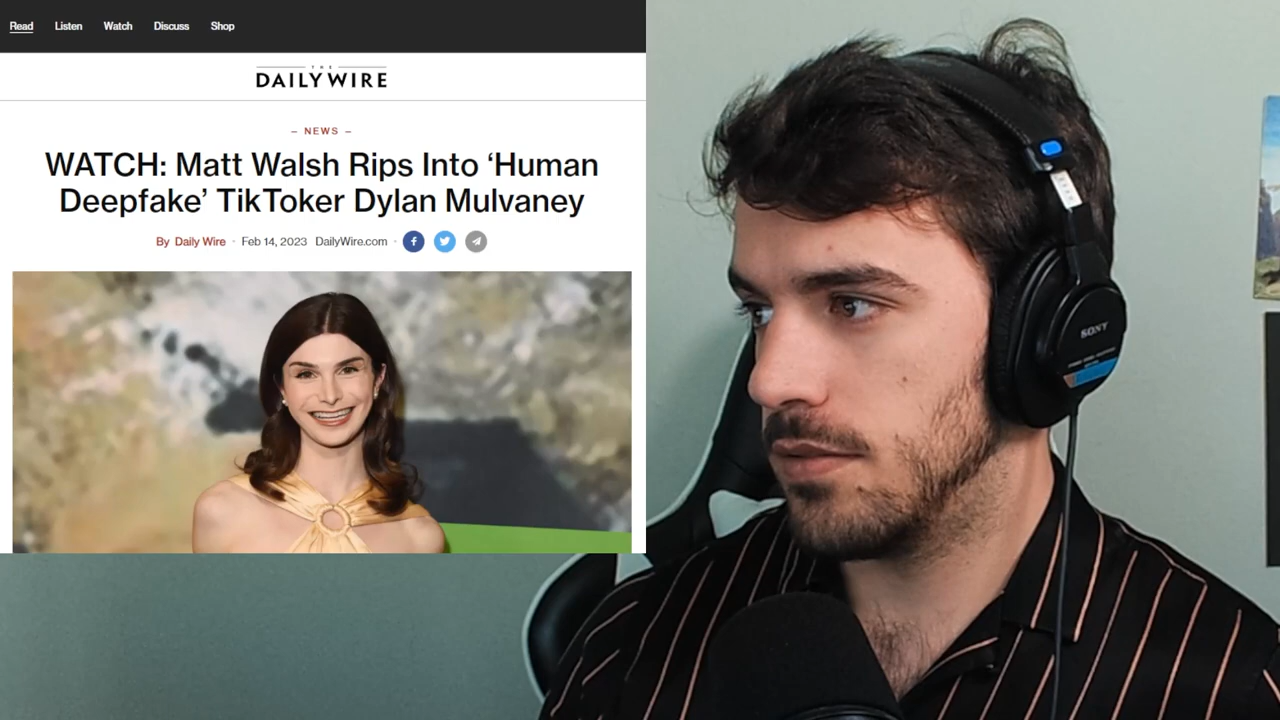 Read Listen Watch Discuss Shop
THE
DAILY WIRE
– NEWS –
WATCH: Matt Walsh Rips Into ‘Human
Deepfake’ TikToker Dylan Mulvaney
By Daily Wire · Feb 14, 2023 DailyWire.com ·
SONY